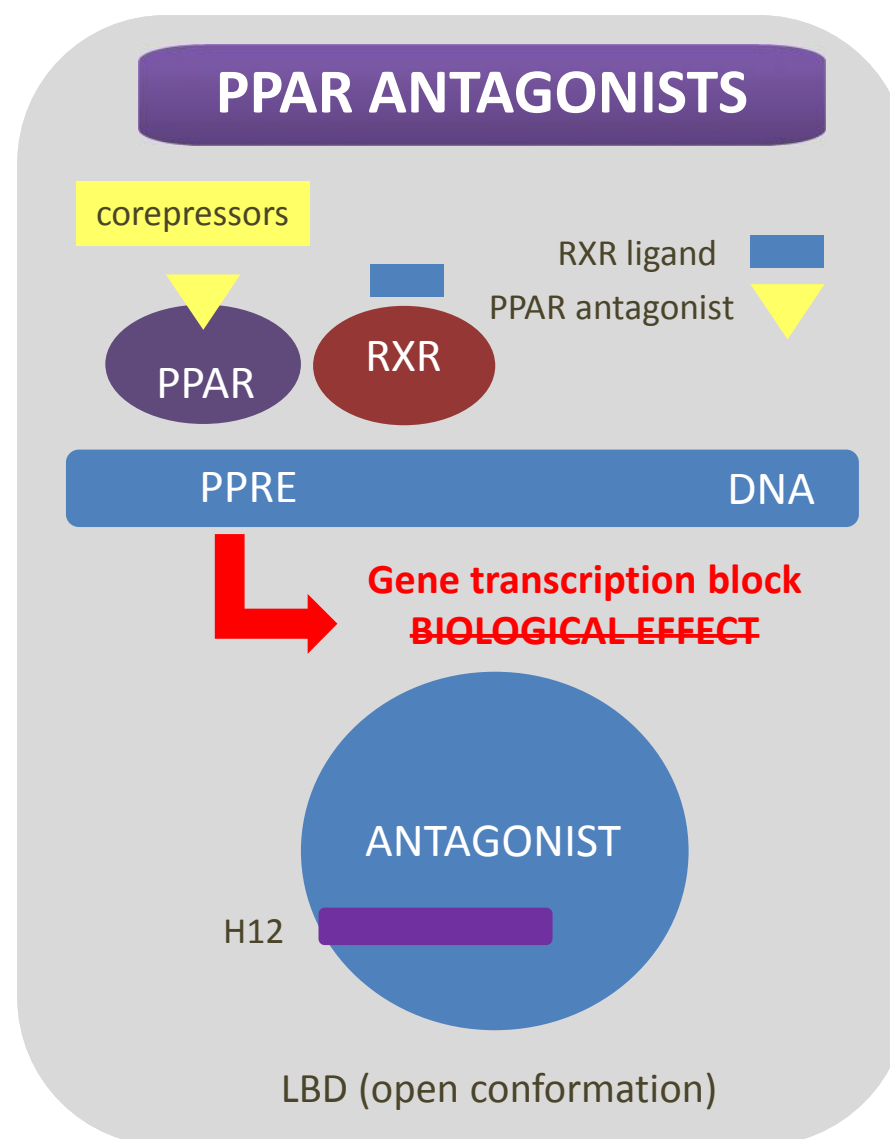 PPAR ANTAGONISTS
corepressors
RXR ligand
PPAR antagonist
PPAR
RXR
PPRE
DNA
Gene transcription block
BIOLOGICAL EFFECT
ANTAGONIST
H12
LBD (open conformation)